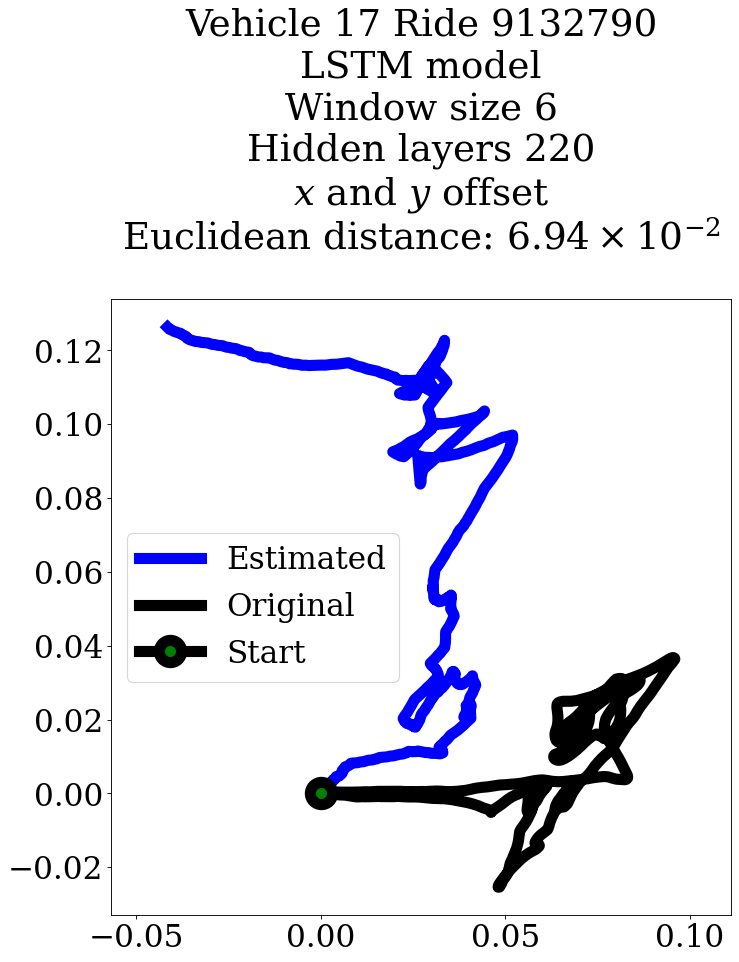 Vehicle 17 Ride 9132790
LSTM model
Window size 6
Hidden layers 220
x and y offset
Euclidean distance: 6.94 × 10⁻²
0.12
0.10
0.08
0.06
0.04
0.02
0.00
−0.02
Estimated
Original
Start
−0.05 0.00 0.05 0.10